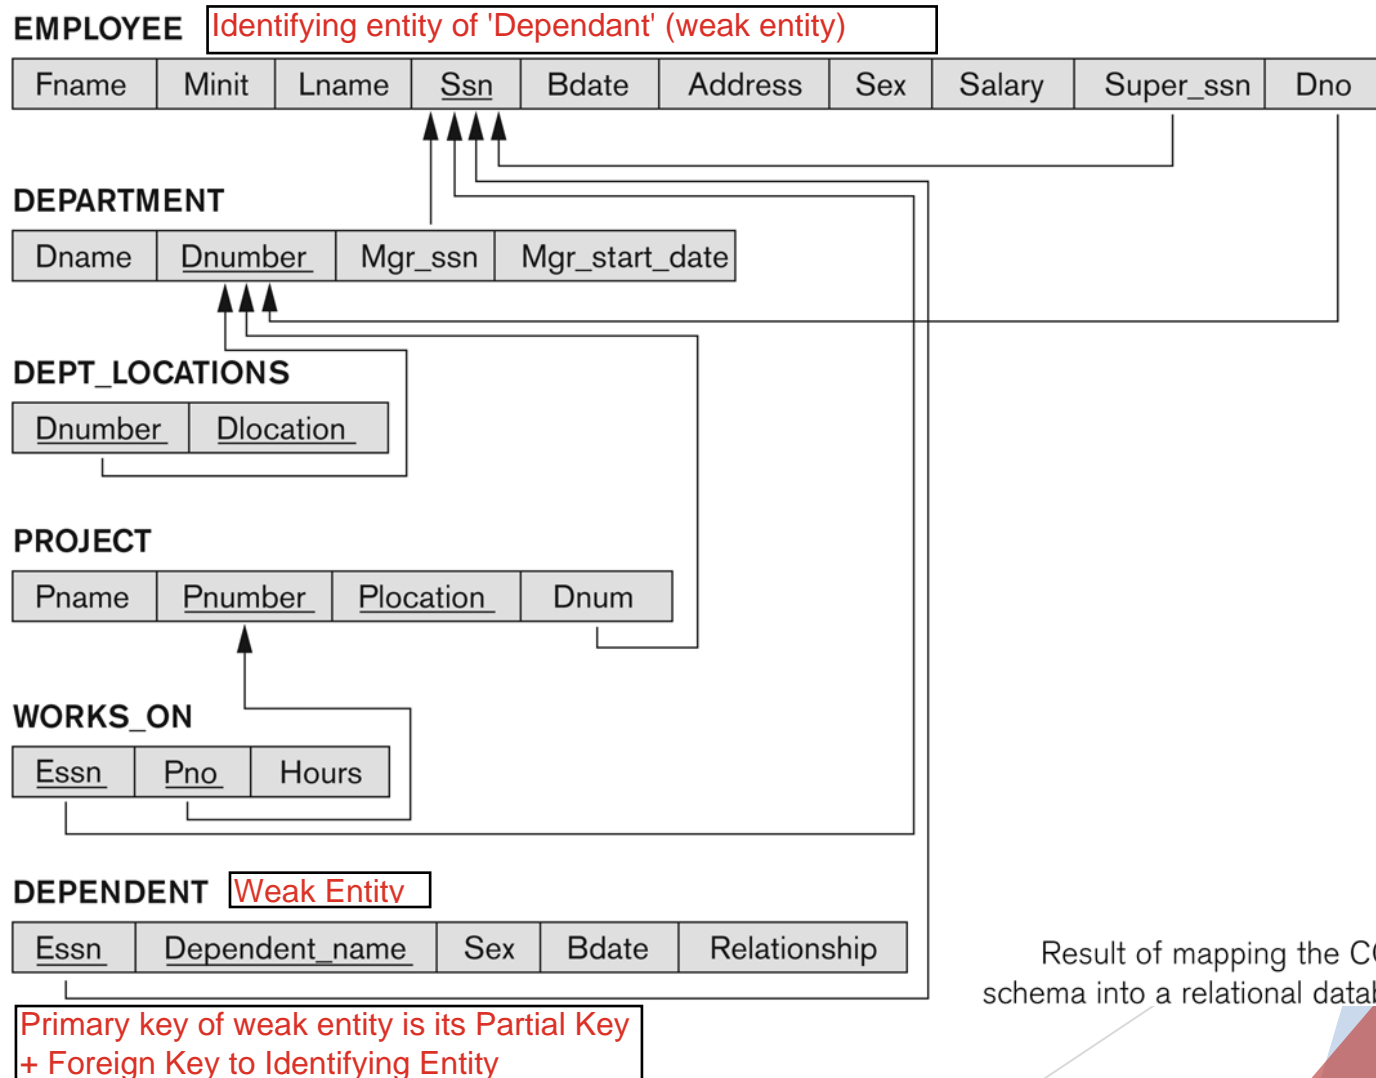 EMPLOYEE Identifying entity of 'Dependant' (weak entity)
Fname Minit Lname Ssn Bdate Address Sex Salary Super_ssn Dno
DEPARTMENT
Dname Dnumber Mgr_ssn Mgr_start_date
DEPT_LOCATIONS
Dnumber Dlocation
PROJECT
Pname Pnumber Plocation Dnum
WORKS_ON
Essn Pno Hours
DEPENDENT Weak Entity
Essn Dependent_name Sex Bdate Relationship
Result of mapping the
schema into a relational
Primary key of weak entity is its Partial Key
+ Foreign Key to Identifying Entity